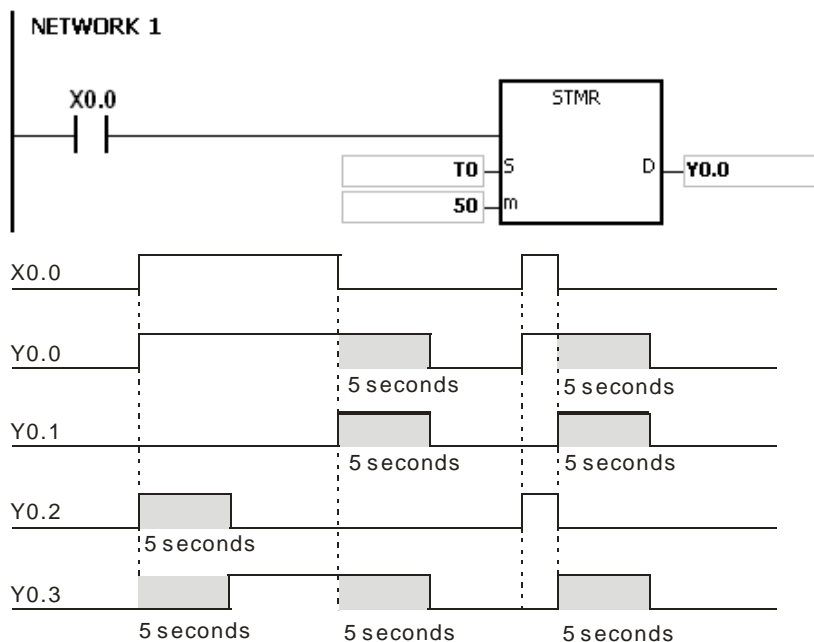 NETWORK 1
X0.0
STMR
T0 S D Y0.0
50 m
X0.0
Y0.0
5 seconds 5 seconds
Y0.1
5 seconds 5 seconds
Y0.2
5 seconds
Y0.3
5 seconds 5 seconds 5 seconds